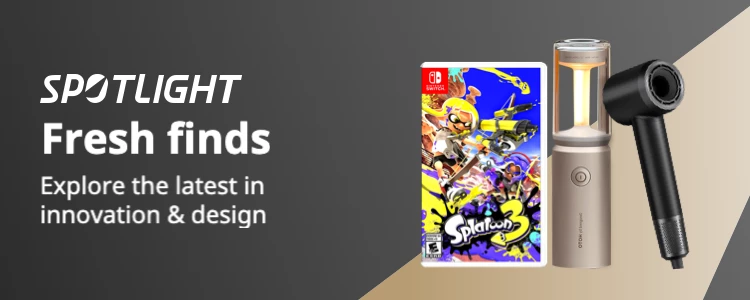 SPOTLIGHT
Fresh finds
Explore the latest in
innovation & design
NINTENDO
SWITCH
Splatoon 3